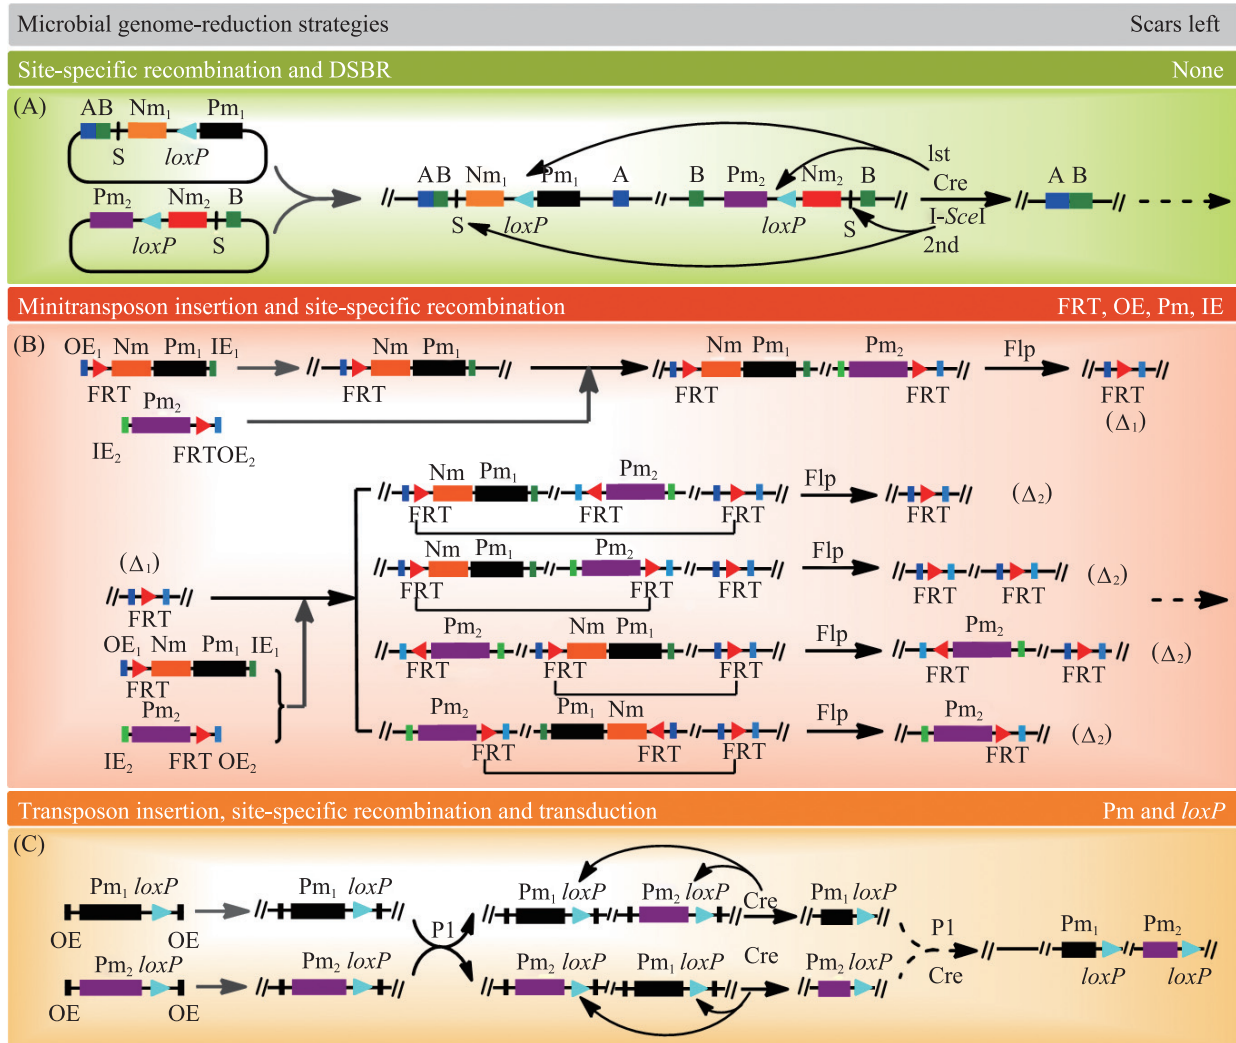 Microbial genome-reduction strategies Scars left
Site-specific recombination and DSBR None
(A)
AB Nm₁ Pm₁
S loxP
Pm₂ Nm₂ B
loxP S
AB Nm₁ Pm₁ A B Pm₂ Nm₂ B
S loxP loxP S
lst
Cre
I-SceI
2nd
A B
Minitransposon insertion and site-specific recombination FRT, OE, Pm, IE
(B)
OE₁ Nm Pm₁ IE₁
FRT
Pm₂
IE₂ FRTOE₂
Nm Pm₁
FRT
Nm Pm₁ Pm₂
FRT FRT
Flp
FRT
(Δ₁)
Nm Pm₁ Pm₂
FRT FRT FRT
Flp
FRT
(Δ₂)
(Δ₁)
FRT
OE₁ Nm Pm₁ IE₁
FRT
Pm₂
IE₂ FRT OE₂
Nm Pm₁ Pm₂
FRT FRT FRT
Flp
FRT FRT
(Δ₂)
Pm₂ Nm Pm₁
FRT FRT FRT
Flp
Pm₂
FRT FRT
(Δ₂)
Pm₂ Pm₁ Nm
FRT FRT
Flp
Pm₂
FRT
(Δ₂)
Transposon insertion, site-specific recombination and transduction Pm and loxP
(C)
Pm₁ loxP
OE OE
Pm₂ loxP
OE OE
Pm₁ loxP
Pm₂ loxP
P1
Pm₁ loxP Pm₂ loxP
Cre
Pm₁ loxP
Pm₂ loxP Pm₁ loxP
Cre
Pm₂ loxP
P1
Cre
Pm₁ Pm₂
loxP loxP